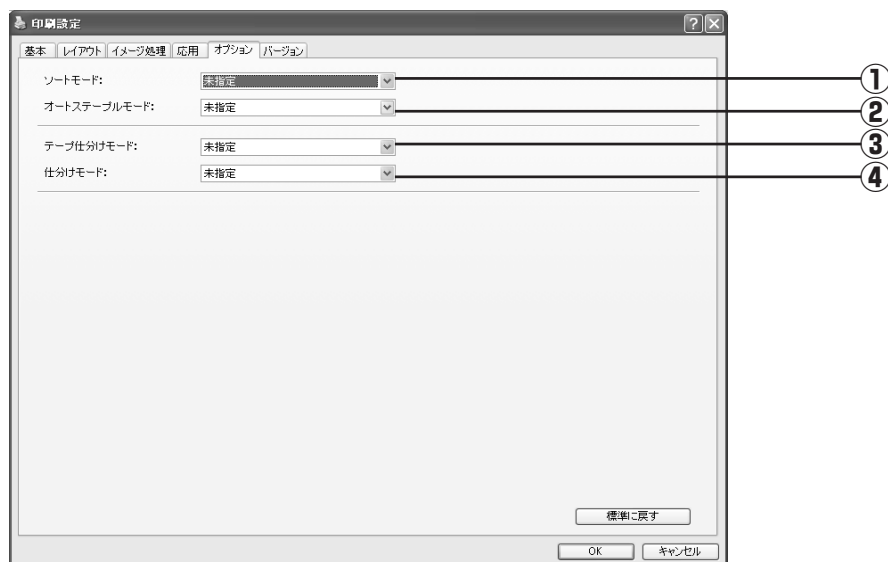 印刷設定
基本 レイアウト イメージ処理 応用 オプション バージョン
ソートモード: 未指定 ①
オートステープルモード: 未指定 ②
テープ仕分けモード: 未指定 ③
仕分けモード: 未指定 ④
標準に戻す
OK キャンセル